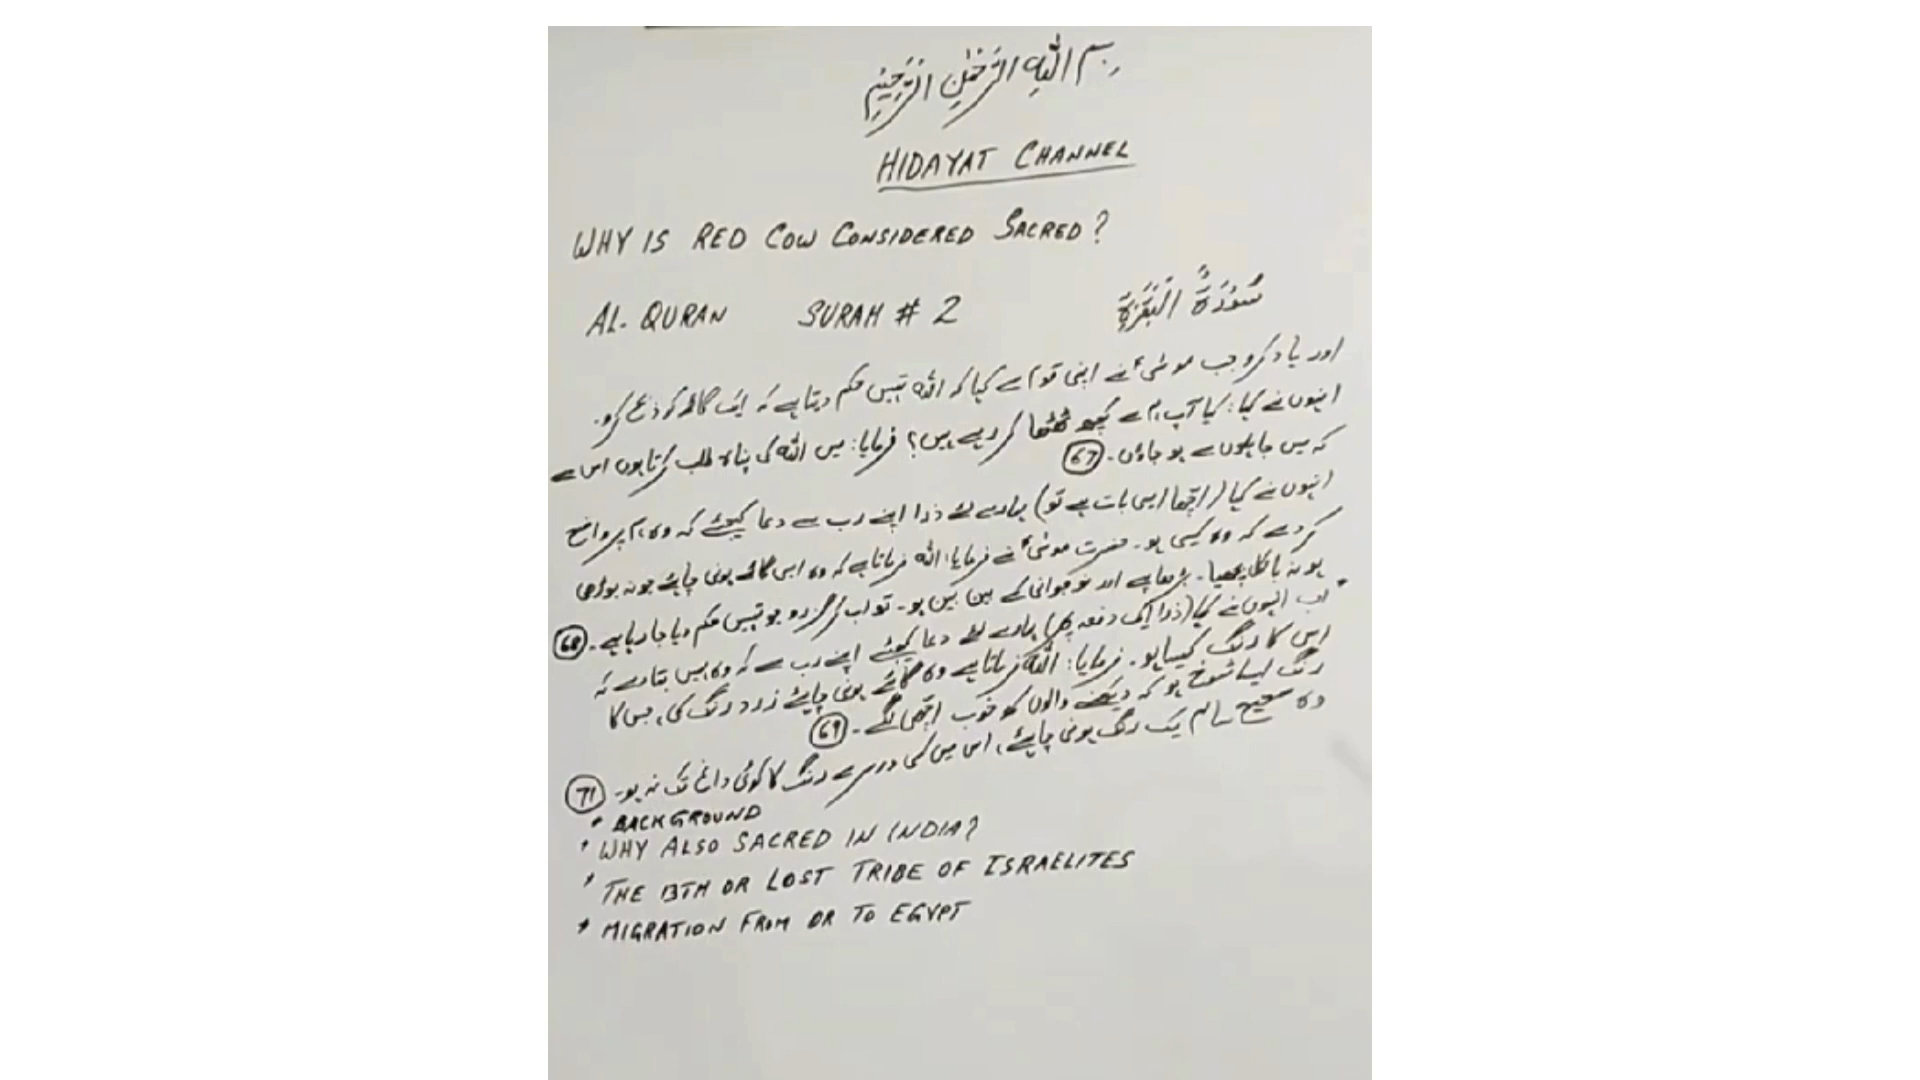 بِسْمِ اللّٰهِ الرَّحْمٰنِ الرَّحِيْمِ
HIDAYAT CHANNEL
WHY IS RED COW CONSIDERED SACRED?
AL-QURAN SURAH # 2 سُوْرَةُ الْبَقَرَةِ
اور یاد کرو جب موسیٰؑ نے اپنی قوم سے کہا کہ اللہ تمہیں حکم دیتا ہے کہ ایک گائے کو ذبح کرو۔
انہوں نے کہا: کیا آپ ہم سے کچھ ٹھٹھا کر رہے ہیں؟ فرمایا: میں اللہ کی پناہ طلب کرتا ہوں اس سے
کہ میں جاہلوں سے ہو جاؤں۔ (67)
انہوں نے کہا (اچھا ایسی بات ہے تو) ہمارے لئے ذرا اپنے رب سے دعا کیجئے کہ وہ ہم پر واضح
کر دے کہ وہ کیسی ہو۔ حضرت موسیٰؑ نے فرمایا: اللہ فرماتا ہے کہ وہ ایسی گائے ہونی چاہئے جو نہ بوڑھی
ہو نہ بالکل بچھیا۔ بڑھاپے اور نوجوانی کے بین بین ہو۔ تو اب کر گزرو جو تمہیں حکم دیا جا رہا ہے۔ (68)
* اب انہوں نے کہا (ذرا ایک دفعہ پھر) ہمارے لئے دعا کیجئے اپنے رب سے کہ وہ ہمیں بتا دے کہ
اس کا رنگ کیسا ہو۔ فرمایا: اللہ فرماتا ہے وہ گائے ہونی چاہئے زرد رنگ کی، جس کا
رنگ ایسا شوخ ہو کہ دیکھنے والوں کو خوب اچھی لگے۔ (69)
وہ صحیح سالم یک رنگ ہونی چاہئے، اس میں کسی دوسرے رنگ کا کوئی داغ تک نہ ہو۔ (71)
* BACKGROUND
* WHY ALSO SACRED IN INDIA?
* THE 13TH OR LOST TRIBE OF ISRAELITES
* MIGRATION FROM OR TO EGYPT